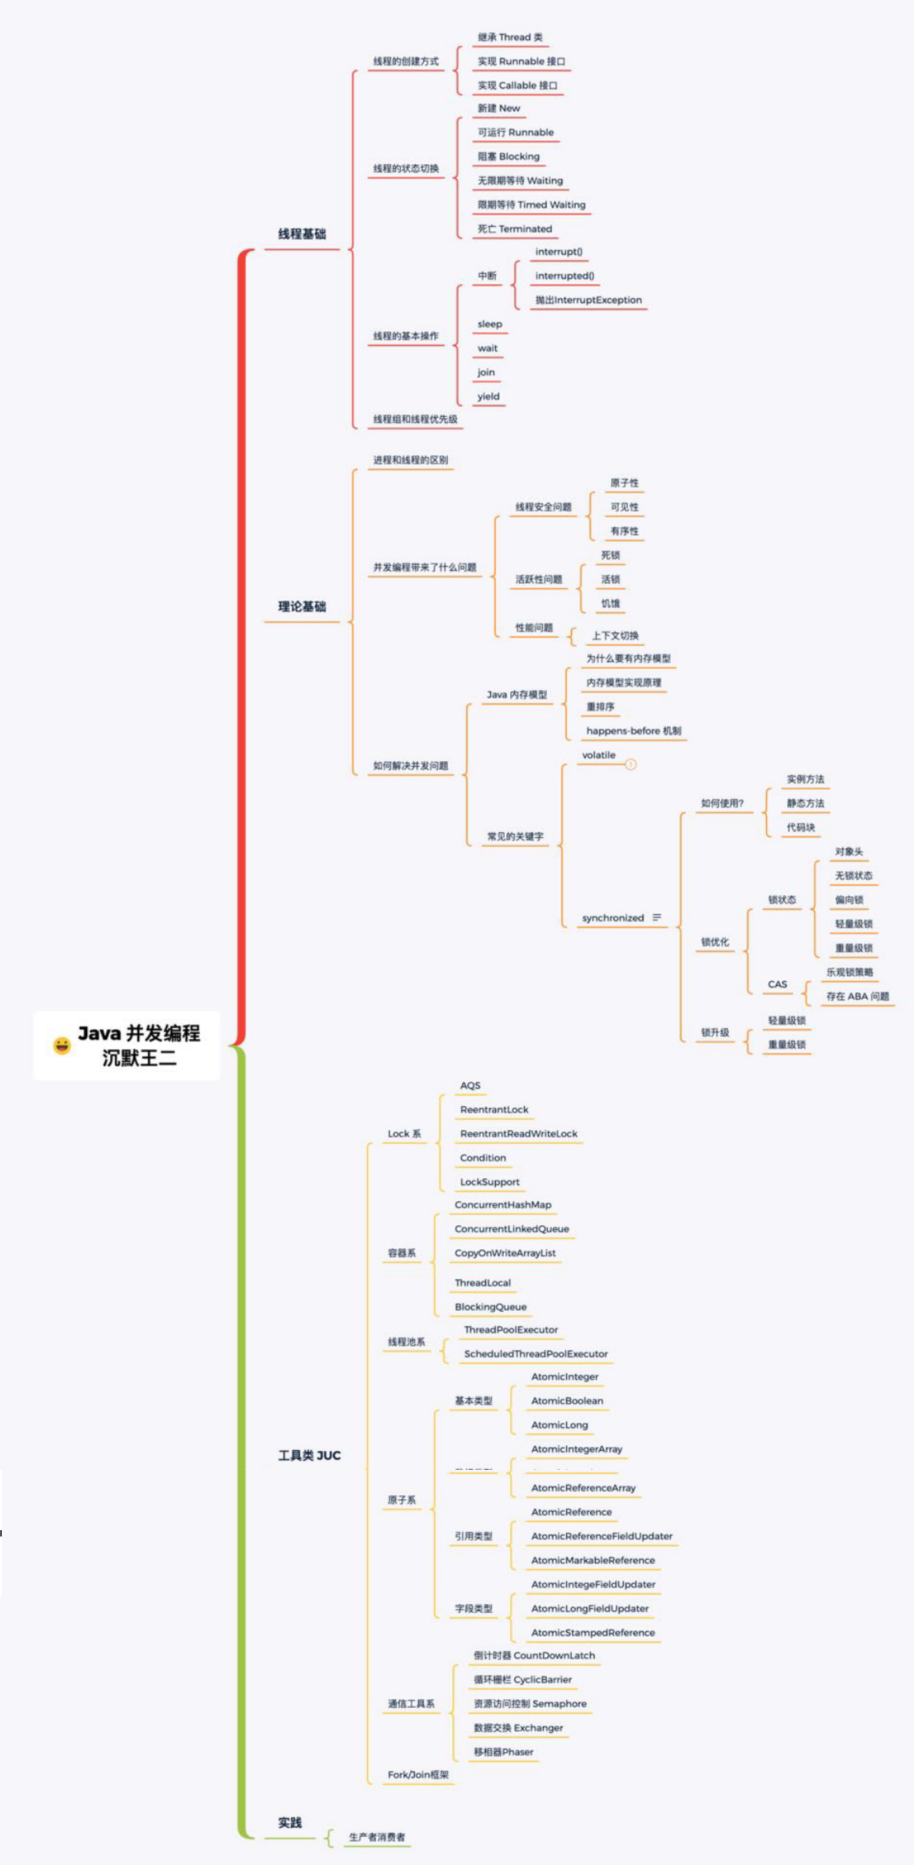 继承 Thread 类
线程的创建方式
实现 Runnable 接口
实现 Callable 接口
新建 New
可运行 Runnable
阻塞 Blocking
线程的状态切换
无限期等待 Waiting
限期等待 Timed Waiting
死亡 Terminated
线程基础
interrupt()
中断
interrupted()
抛出InterruptException
sleep
线程的基本操作
wait
join
yield
线程组和线程优先级
进程和线程的区别
原子性
线程安全问题
可见性
有序性
死锁
并发编程带来了什么问题
活跃性问题
活锁
饥饿
理论基础
性能问题
上下文切换
为什么要有内存模型
Java 内存模型
内存模型实现原理
重排序
happens-before 机制
如何解决并发问题
volatile
常见的关键字
实例方法
如何使用?
静态方法
代码块
对象头
无锁状态
锁状态
偏向锁
轻量级锁
synchronized
锁优化
重量级锁
乐观锁策略
CAS
存在 ABA 问题
轻量级锁
锁升级
重量级锁
Java 并发编程
沉默王二
AQS
ReentrantLock
Lock 系
ReentrantReadWriteLock
Condition
LockSupport
ConcurrentHashMap
ConcurrentLinkedQueue
容器系
CopyOnWriteArrayList
ThreadLocal
BlockingQueue
ThreadPoolExecutor
线程池系
ScheduledThreadPoolExecutor
AtomicInteger
基本类型
AtomicBoolean
AtomicLong
工具类 JUC
AtomicIntegerArray
AtomicReferenceArray
原子系
AtomicReference
引用类型
AtomicReferenceFieldUpdater
AtomicMarkableReference
AtomicIntegeFieldUpdater
字段类型
AtomicLongFieldUpdater
AtomicStampedReference
倒计时器 CountDownLatch
循环栅栏 CyclicBarrier
通信工具系
资源访问控制 Semaphore
数据交换 Exchanger
移相器Phaser
Fork/Join框架
实践
生产者消费者